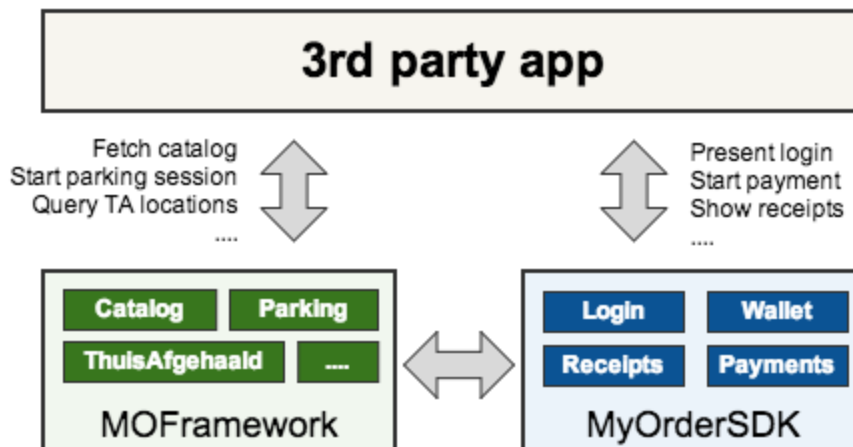 3rd party app
Fetch catalog
Start parking session
Query TA locations
....
Present login
Start payment
Show receipts
....
Catalog
Parking
ThuisAfgehaald
....
MOFramework
Login
Wallet
Receipts
Payments
MyOrderSDK